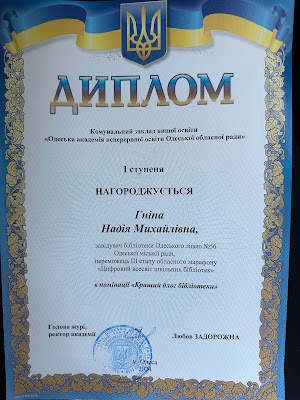 ДИПЛОМ
Комунальний заклад вищої освіти
«Одеська академія неперервної освіти Одеської обласної ради»
І ступеня
НАГОРОДЖУЄТЬСЯ
Гніпа
Надія Михайлівна,
завідувач бібліотеки Одеського ліцею №56
Одеської міської ради,
переможець ІІІ етапу обласного марафону
«Цифровий всесвіт шкільних бібліотек»
в номінації «Кращий блог бібліотеки»
Голова журі,
ректор академії
Любов ЗАДОРОЖНА
м. Одеса